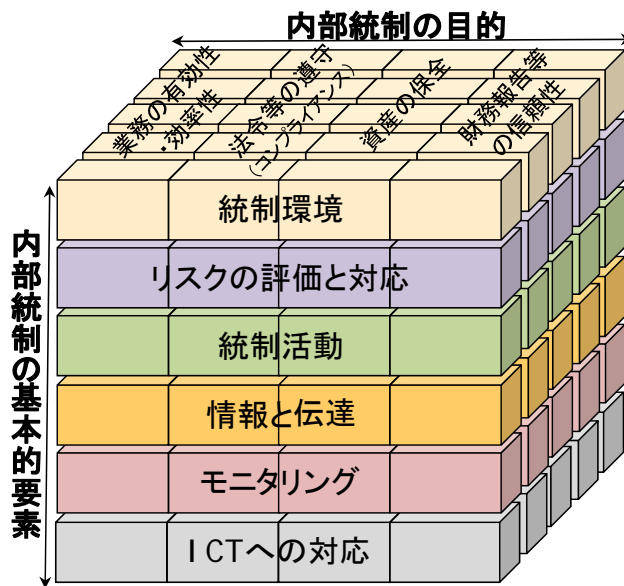 内部統制の目的
業務の有効性
・効率性
法令等の遵守
（コンプライアンス）
資産の保全
財務報告等
の信頼性
内部統制の基本的要素
統制環境
リスクの評価と対応
統制活動
情報と伝達
モニタリング
ICTへの対応